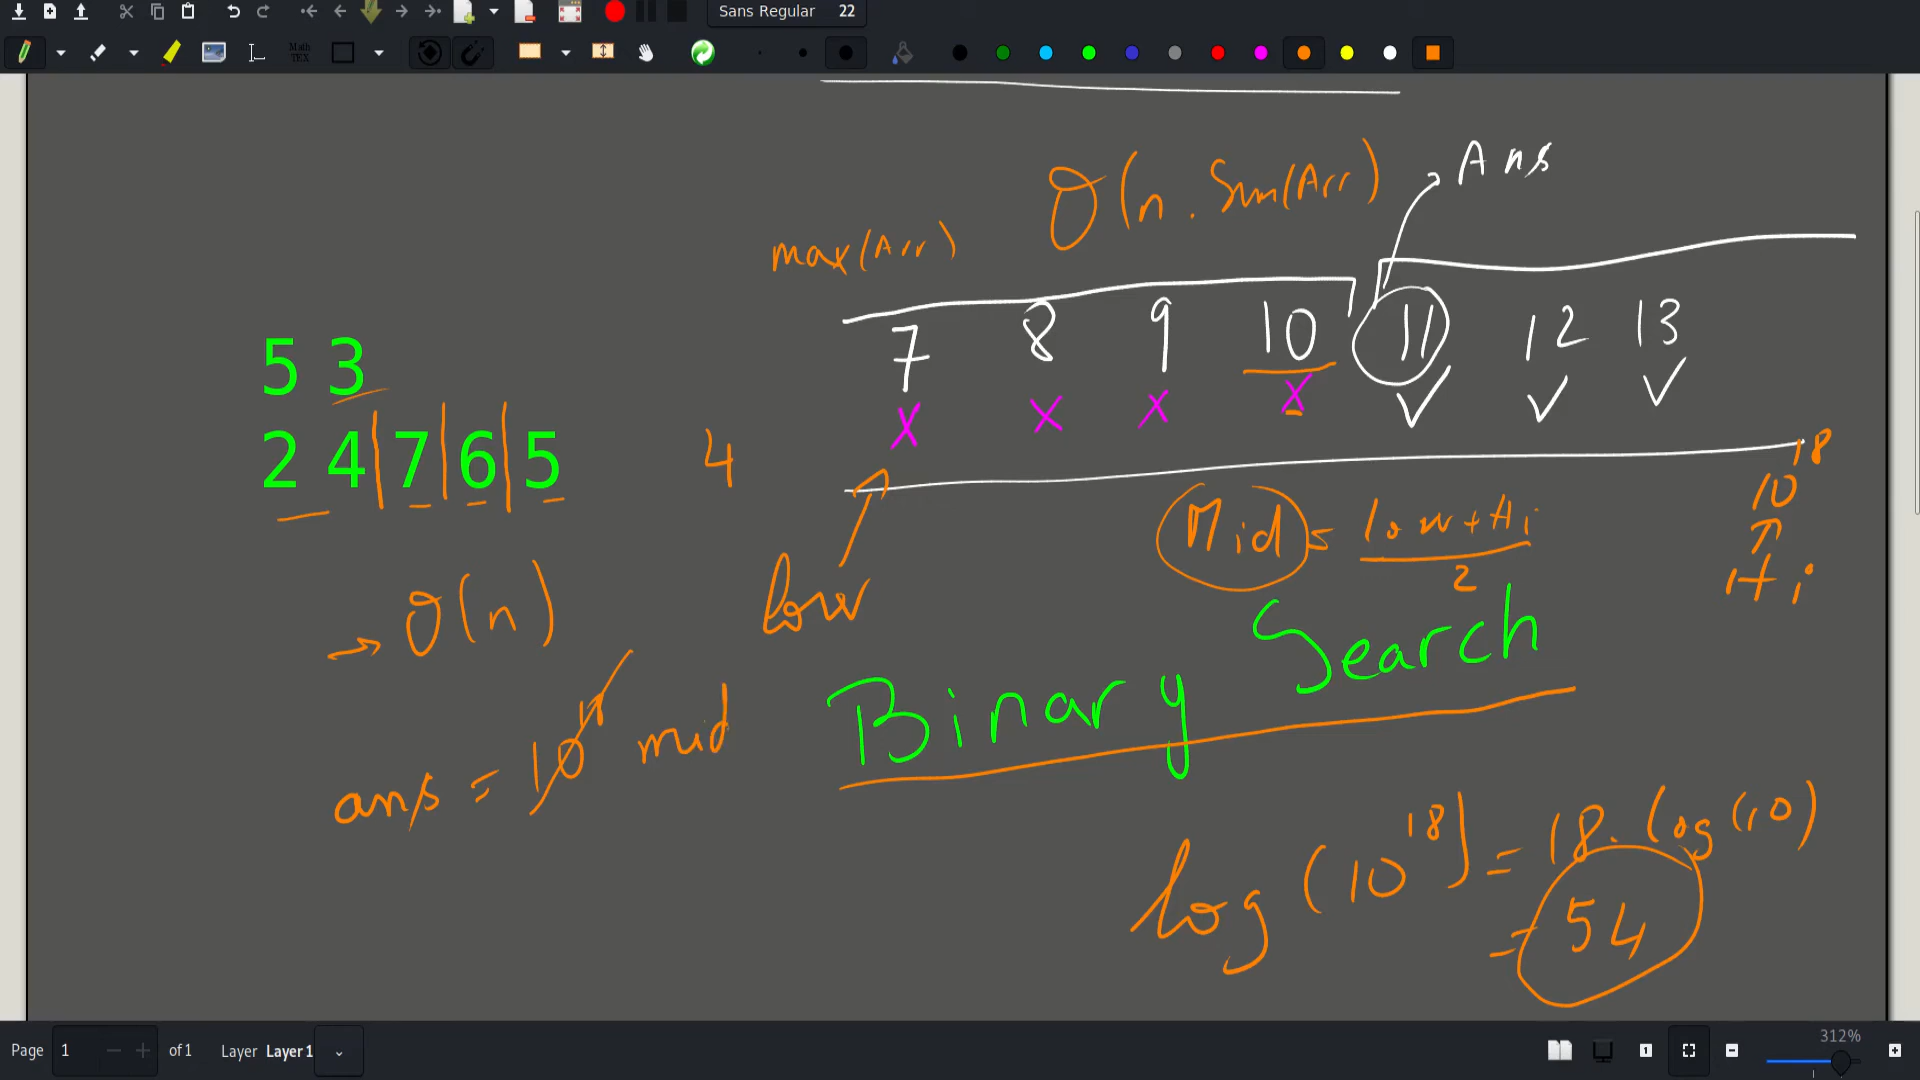 Sans Regular 22
Math TEX
Ans
O(n . Sum(Arr)
max(Arr)
7 8 9 10 11 12 13
X X X X
5 3
2 4 7 6 5
4
10^18
Hi
Mid = low + Hi / 2
low
→ O(n)
Binary Search
ans = 10 mid
log(10^18) = 18. log(10)
= 54
Page 1 of 1 Layer Layer 1
312%